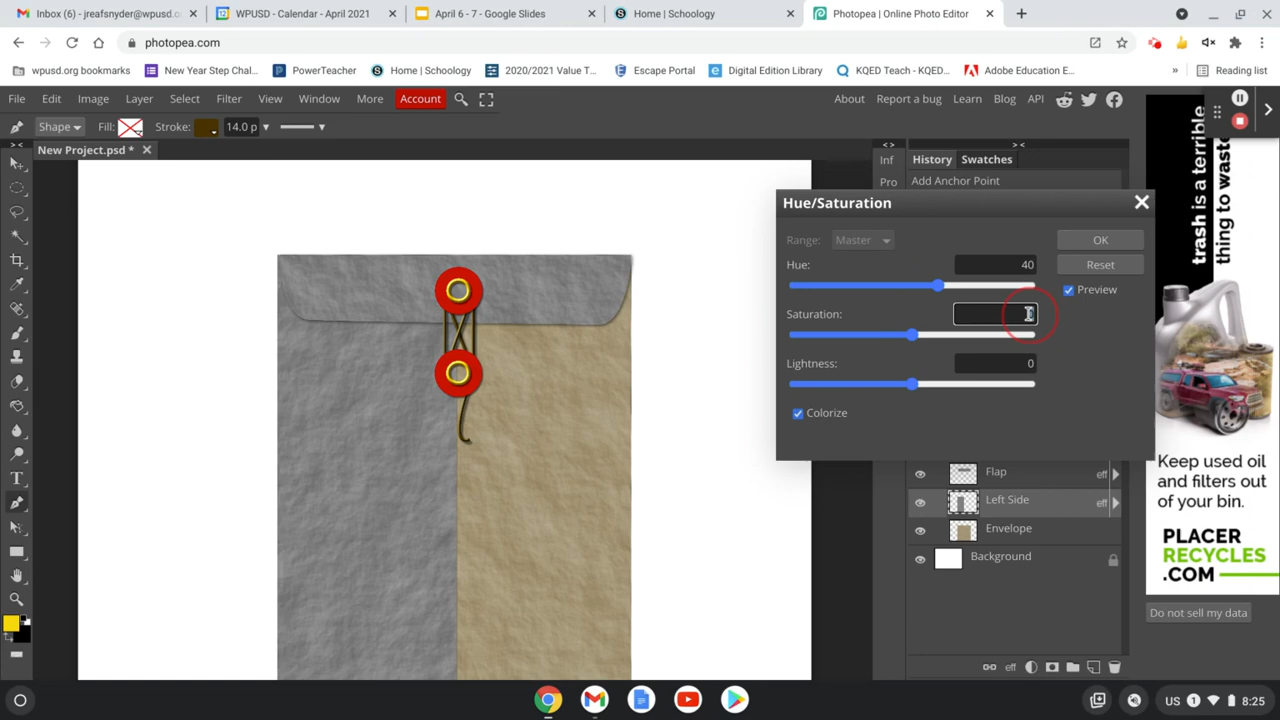 Inbox (6) - jreafsnyder@wpusd.o
WPUSD - Calendar - April 2021
April 6 - 7 - Google Slides
Home | Schoology
Photopea | Online Photo Editor
photopea.com
wpusd.org bookmarks
New Year Step Chal...
PowerTeacher
Home | Schoology
2020/2021 Value T...
Escape Portal
Digital Edition Library
KQED Teach - KQED...
Adobe Education E...
»
Reading list
File Edit Image Layer Select Filter View Window More Account
About Report a bug Learn Blog API
Shape Fill: Stroke: 14.0 p
New Project.psd *
Inf
Pro
History Swatches
Add Anchor Point
Hue/Saturation
Range: Master
OK
Hue: 40
Reset
Preview
Saturation:
Lightness: 0
Colorize
Flap eff
Left Side eff
Envelope
Background
eff
trash is a terrible
thing to waste
Keep used oil
and filters out
of your bin.
PLACER
RECYCLES
.COM
Do not sell my data
US 1 8:25